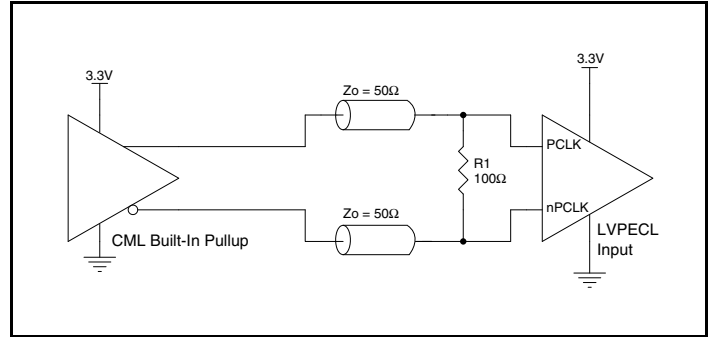 3.3V
3.3V
Zo = 50Ω
PCLK
R1
100Ω
nPCLK
Zo = 50Ω
CML Built-In Pullup
LVPECL
Input